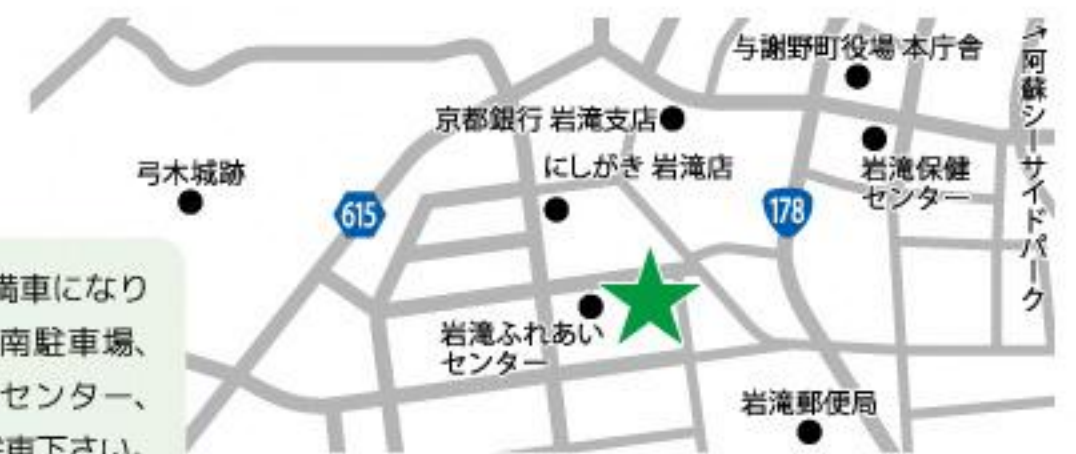 与謝野町役場 本庁舎
→阿蘇シーサイドパーク
京都銀行 岩滝支店
岩滝保健
センター
にしがき 岩滝店
弓木城跡
615
178
満車になり
南駐車場、
センター、
車下さい。
岩滝ふれあい
センター
岩滝郵便局